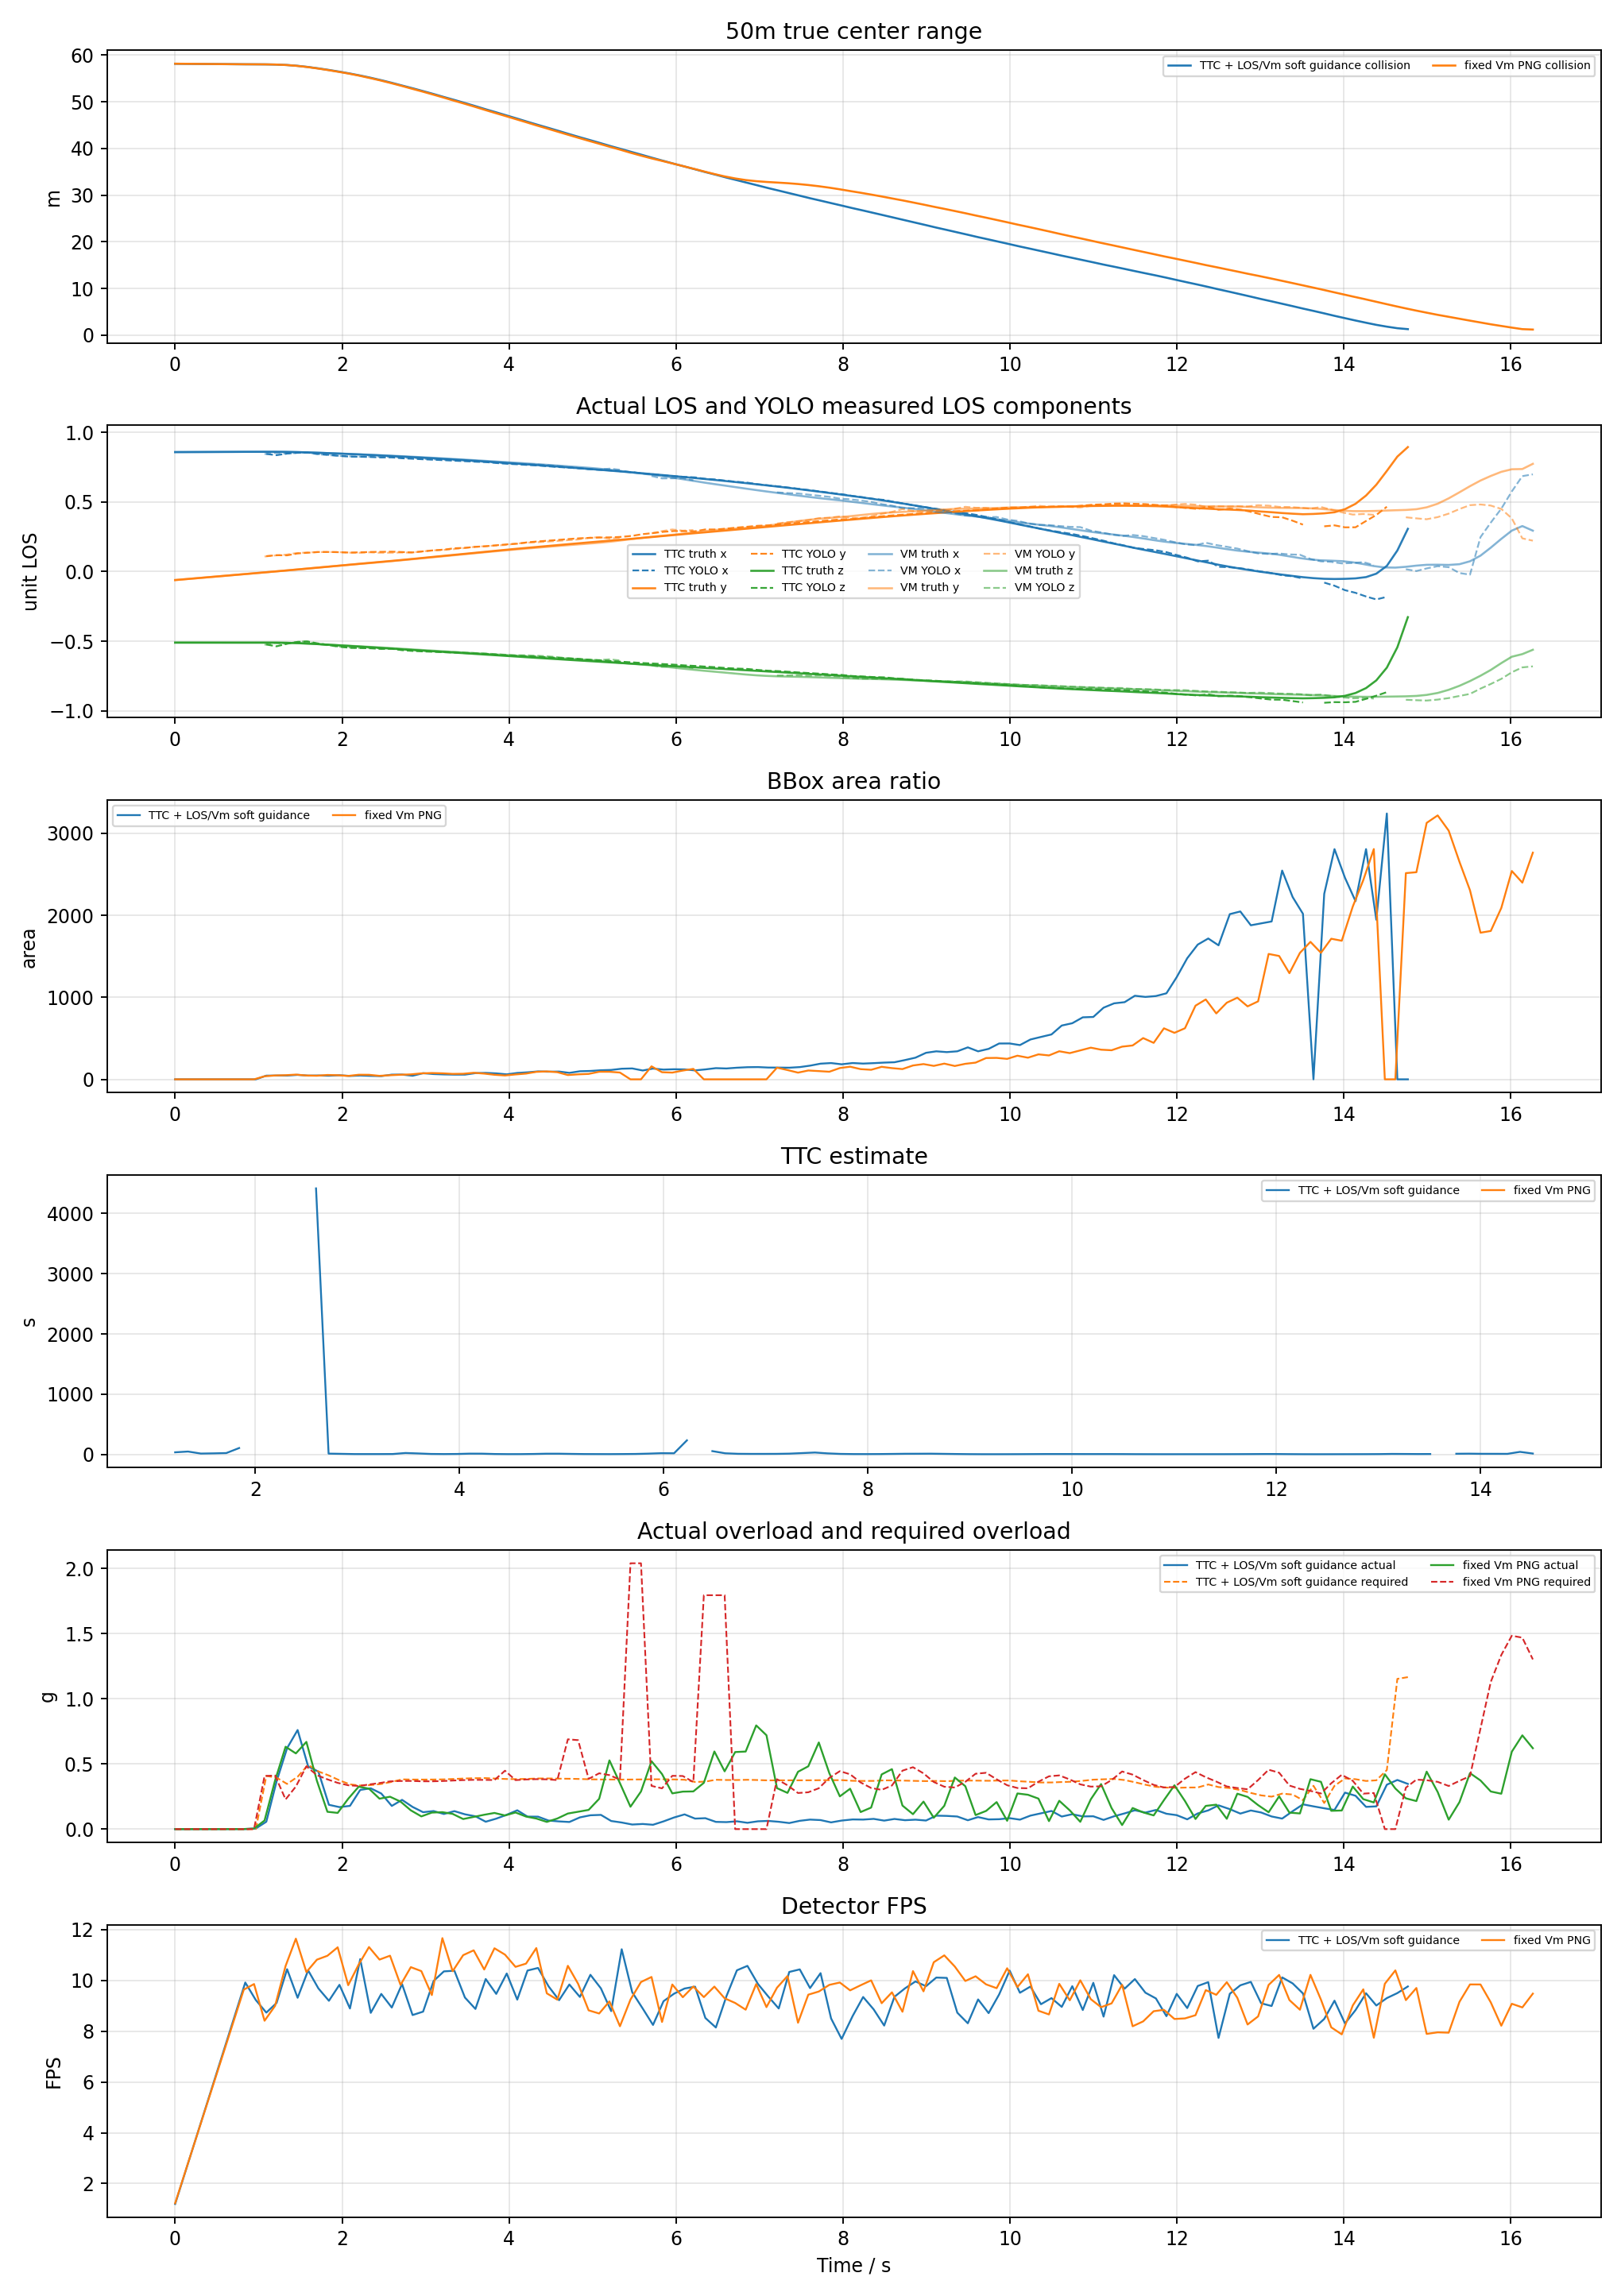 50m true center range
TTC + LOS/Vm soft guidance collision
fixed Vm PNG collision
m
60
50
40
30
20
10
0
0 2 4 6 8 10 12 14 16
Actual LOS and YOLO measured LOS components
unit LOS
1.0
0.5
0.0
−0.5
−1.0
TTC truth x
TTC YOLO x
TTC truth y
TTC YOLO y
TTC truth z
TTC YOLO z
VM truth x
VM YOLO x
VM truth y
VM YOLO y
VM truth z
VM YOLO z
0 2 4 6 8 10 12 14 16
BBox area ratio
TTC + LOS/Vm soft guidance
fixed Vm PNG
area
3000
2000
1000
0
0 2 4 6 8 10 12 14 16
TTC estimate
TTC + LOS/Vm soft guidance
fixed Vm PNG
s
4000
3000
2000
1000
0
2 4 6 8 10 12 14
Actual overload and required overload
TTC + LOS/Vm soft guidance actual
TTC + LOS/Vm soft guidance required
fixed Vm PNG actual
fixed Vm PNG required
g
2.0
1.5
1.0
0.5
0.0
0 2 4 6 8 10 12 14 16
Detector FPS
TTC + LOS/Vm soft guidance
fixed Vm PNG
FPS
12
10
8
6
4
2
0 2 4 6 8 10 12 14 16
Time / s